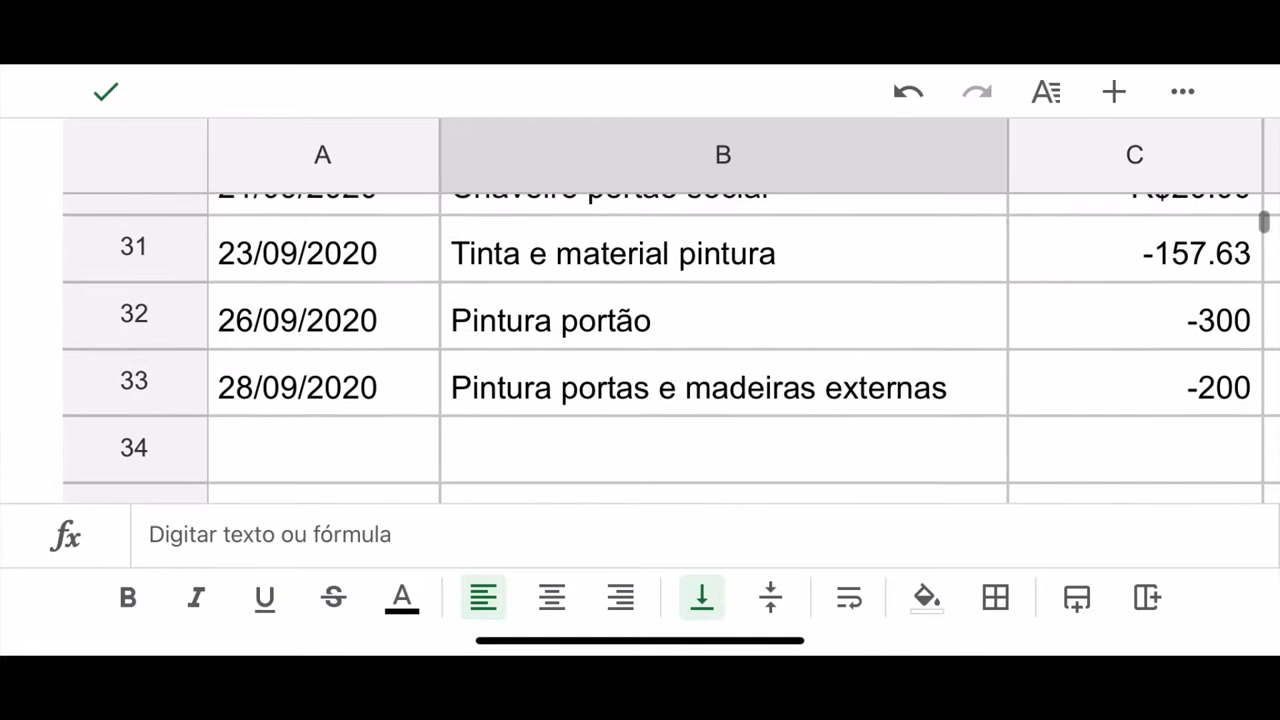 A B C
31 23/09/2020 Tinta e material pintura -157.63
32 26/09/2020 Pintura portão -300
33 28/09/2020 Pintura portas e madeiras externas -200
34
fx Digitar texto ou fórmula
B I U S A